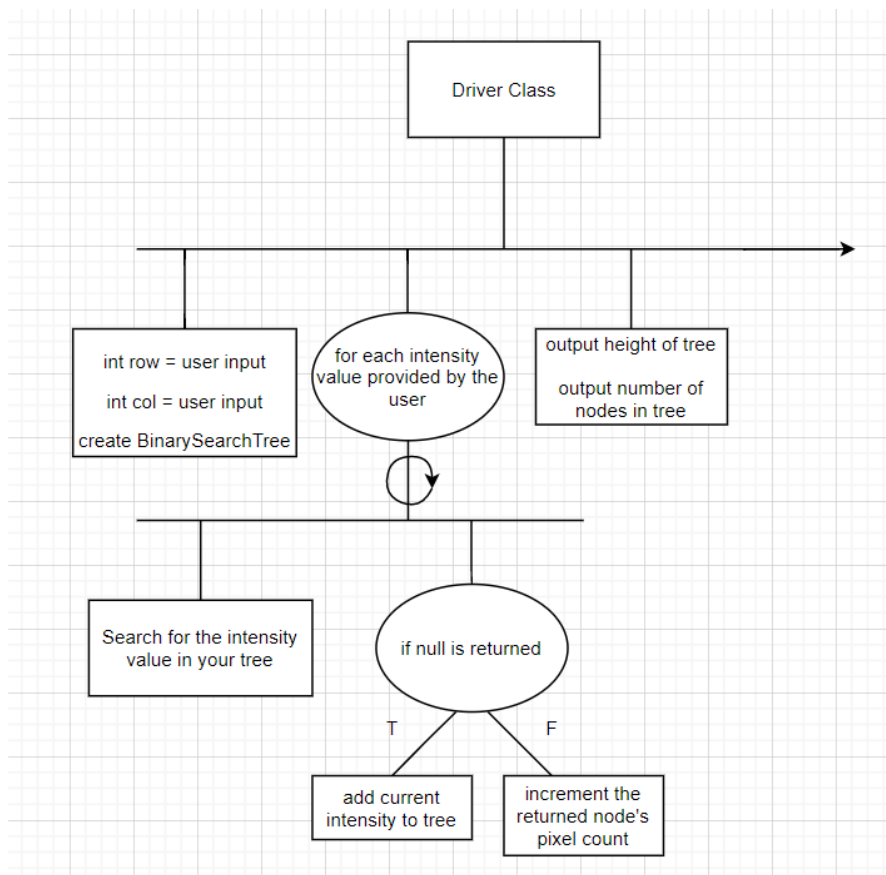 Driver Class
int row = user input
int col = user input
create BinarySearchTree
for each intensity
value provided by the
user
output height of tree
output number of
nodes in tree
Search for the intensity
value in your tree
if null is returned
T
F
add current
intensity to tree
increment the
returned node's
pixel count